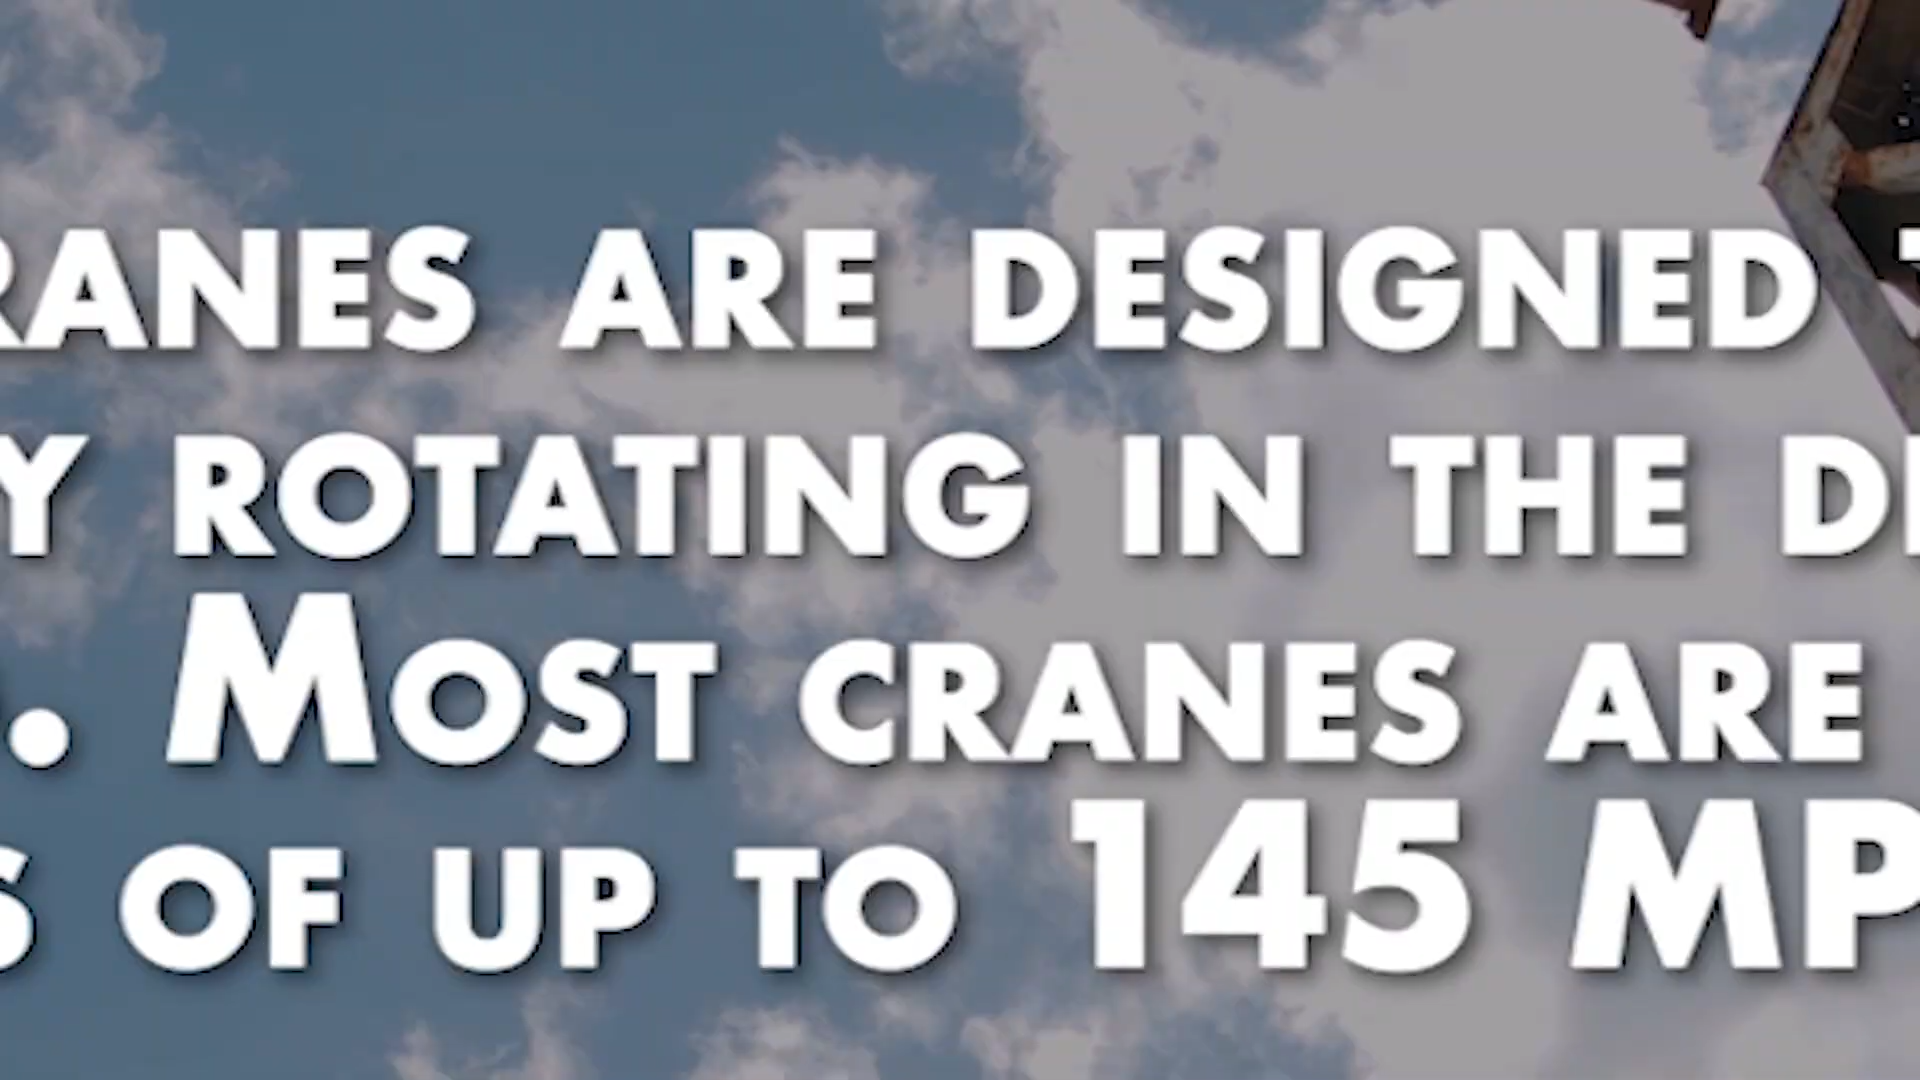 RANES ARE DESIGNED
Y ROTATING IN THE
. MOST CRANES ARE
S OF UP TO 145 MP